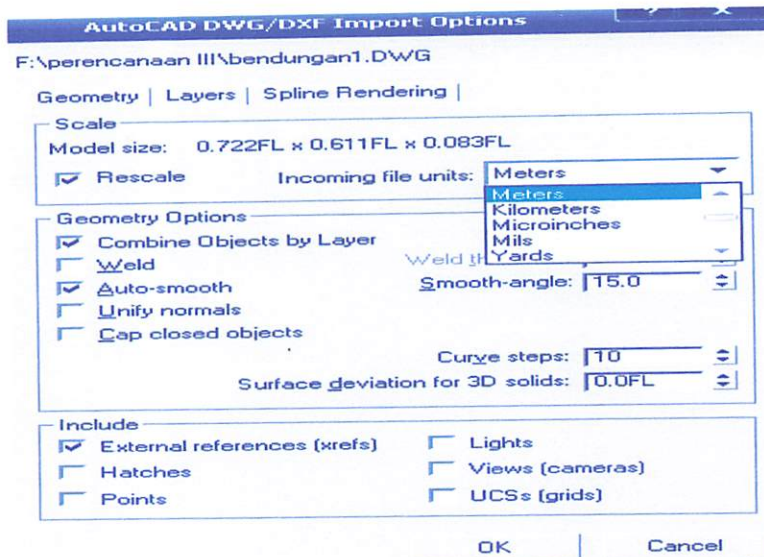 AutoCAD DWG/DXF Import Options ? X
F:\perencanaan III\bendungan1.DWG
Geometry | Layers | Spline Rendering |
Scale
Model size: 0.722FL x 0.611FL x 0.083FL
Rescale Incoming file units: Meters
Meters
Kilometers
Microinches
Mils
Yards
Geometry Options
Combine Objects by Layer
Weld Weld th
Auto-smooth Smooth-angle: 15.0
Unify normals
Cap closed objects
Curve steps: 10
Surface deviation for 3D solids: 0.0FL
Include
External references (xrefs) Lights
Hatches Views (cameras)
Points UCSs (grids)
OK Cancel